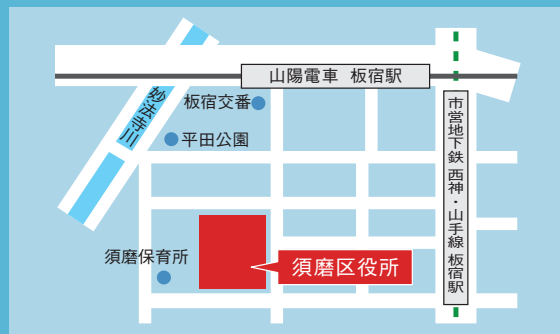 山陽電車 板宿駅
板宿交番
妙法寺川
平田公園
市営地下鉄 西神・山手線 板宿駅
須磨保育所
須磨区役所